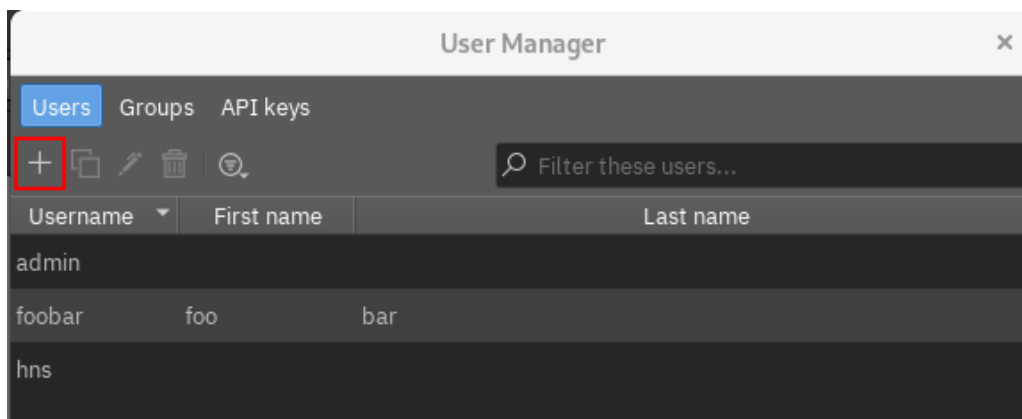 User Manager
Users Groups API keys
Filter these users...
Username First name Last name
admin
foobar foo bar
hns